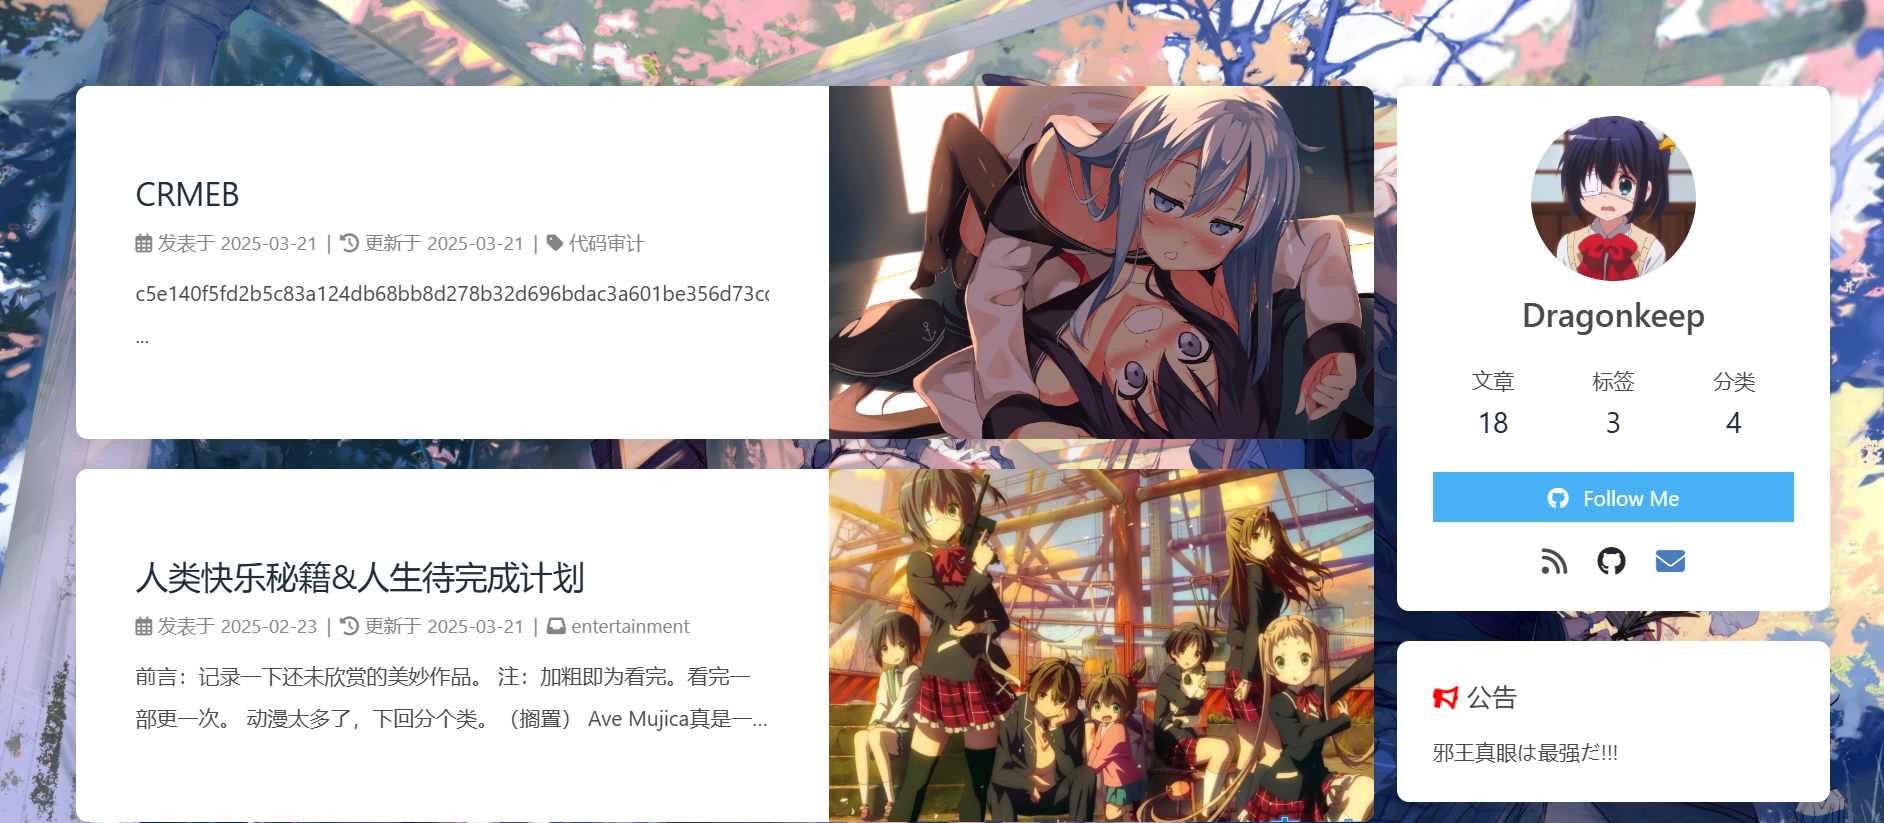 CRMEB
发表于 2025-03-21 | 更新于 2025-03-21 | 代码审计
c5e140f5fd2b5c83a124db68bb8d278b32d696bdac3a601be356d73cc
...
人类快乐秘籍&人生待完成计划
发表于 2025-02-23 | 更新于 2025-03-21 | entertainment
前言：记录一下还未欣赏的美妙作品。 注：加粗即为看完。看完一
部更一次。 动漫太多了，下回分个类。（搁置） Ave Mujica真是一...
Dragonkeep
文章 标签 分类
18 3 4
Follow Me
公告
邪王真眼は最强だ!!!